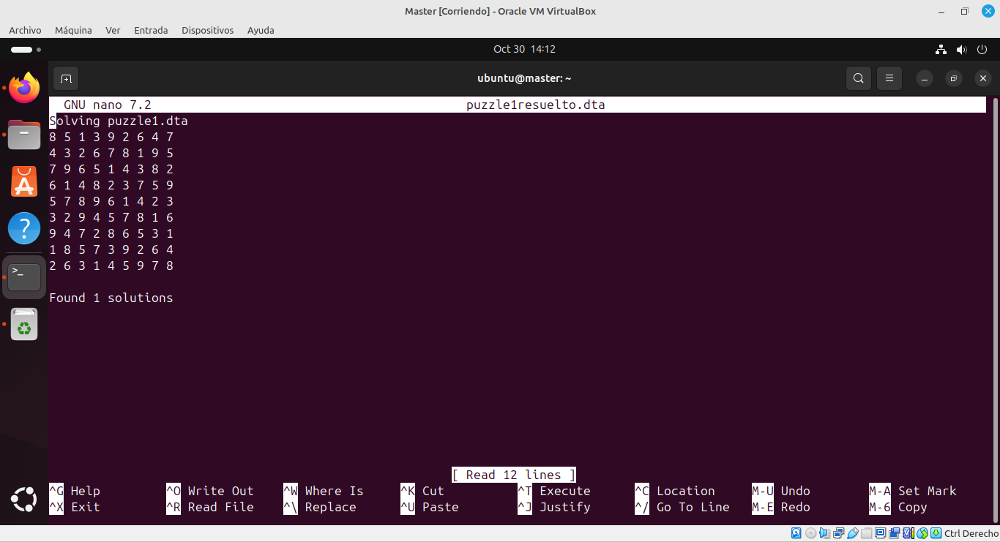 Master [Corriendo] - Oracle VM VirtualBox
Archivo Máquina Ver Entrada Dispositivos Ayuda
Oct 30 14:12
ubuntu@master: ~
GNU nano 7.2 puzzle1resuelto.dta
Solving puzzle1.dta
8 5 1 3 9 2 6 4 7
4 3 2 6 7 8 1 9 5
7 9 6 5 1 4 3 8 2
6 1 4 8 2 3 7 5 9
5 7 8 9 6 1 4 2 3
3 2 9 4 5 7 8 1 6
9 4 7 2 8 6 5 3 1
1 8 5 7 3 9 2 6 4
2 6 3 1 4 5 9 7 8
Found 1 solutions
[ Read 12 lines ]
^G Help ^O Write Out ^W Where Is ^K Cut ^T Execute ^C Location M-U Undo M-A Set Mark
^X Exit ^R Read File ^\ Replace ^U Paste ^J Justify ^/ Go To Line M-E Redo M-6 Copy
Ctrl Derecho